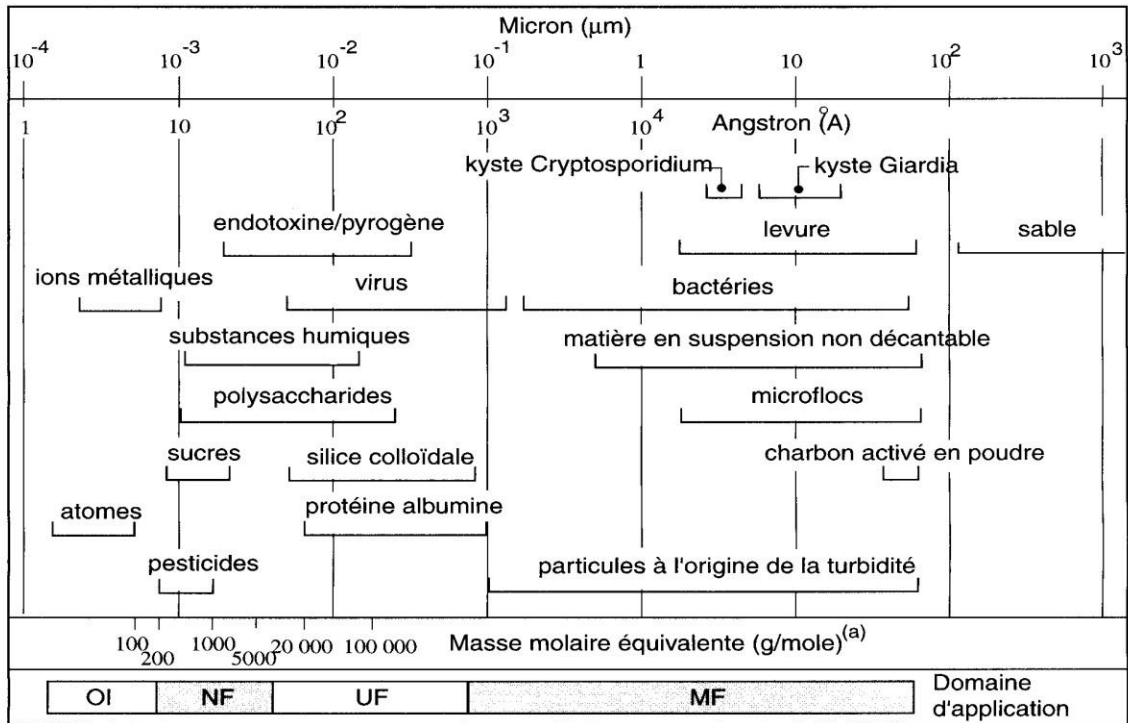 Micron (µm)
10⁻⁴ 10⁻³ 10⁻² 10⁻¹ 1 10 10² 10³
1 10 10² 10³ 10⁴ Angstron (Å)
kyste Cryptosporidium kyste Giardia
endotoxine/pyrogène levure sable
ions métalliques virus bactéries
substances humiques matière en suspension non décantable
polysaccharides microflocs
sucres silice colloïdale charbon activé en poudre
atomes protéine albumine
pesticides particules à l'origine de la turbidité
100 1000 20 000 100 000 Masse molaire équivalente (g/mole)⁽ᵃ⁾
200 5000
OI NF UF MF Domaine
d'application